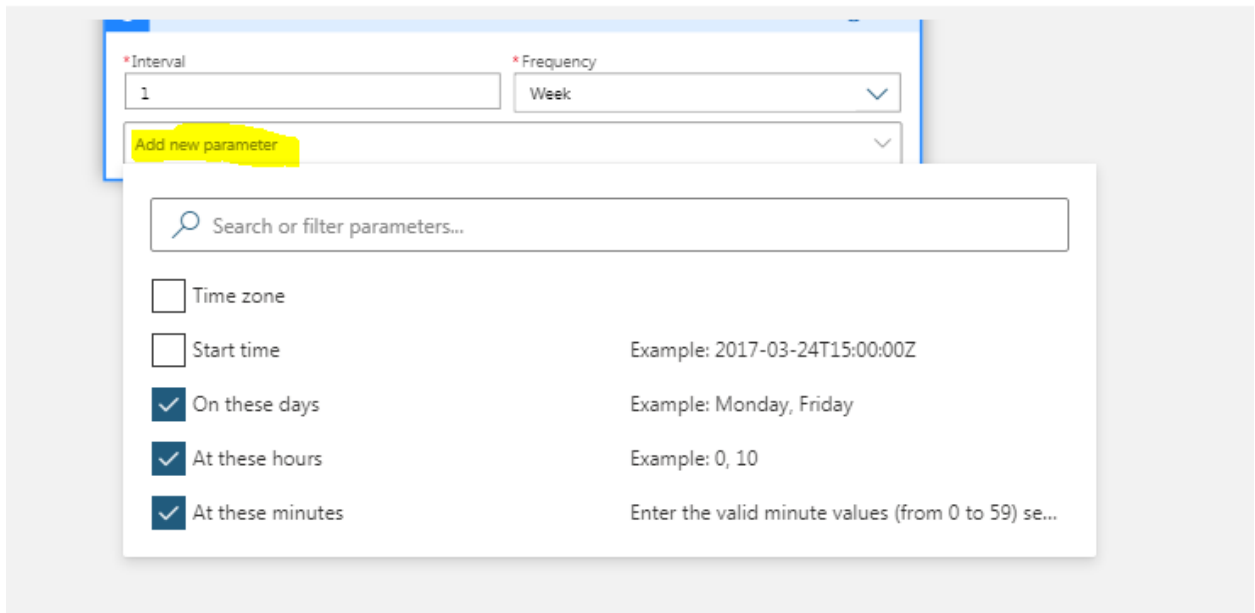 *Interval *Frequency
1 Week
Add new parameter
Search or filter parameters...
Time zone
Start time Example: 2017-03-24T15:00:00Z
On these days Example: Monday, Friday
At these hours Example: 0, 10
At these minutes Enter the valid minute values (from 0 to 59) se...